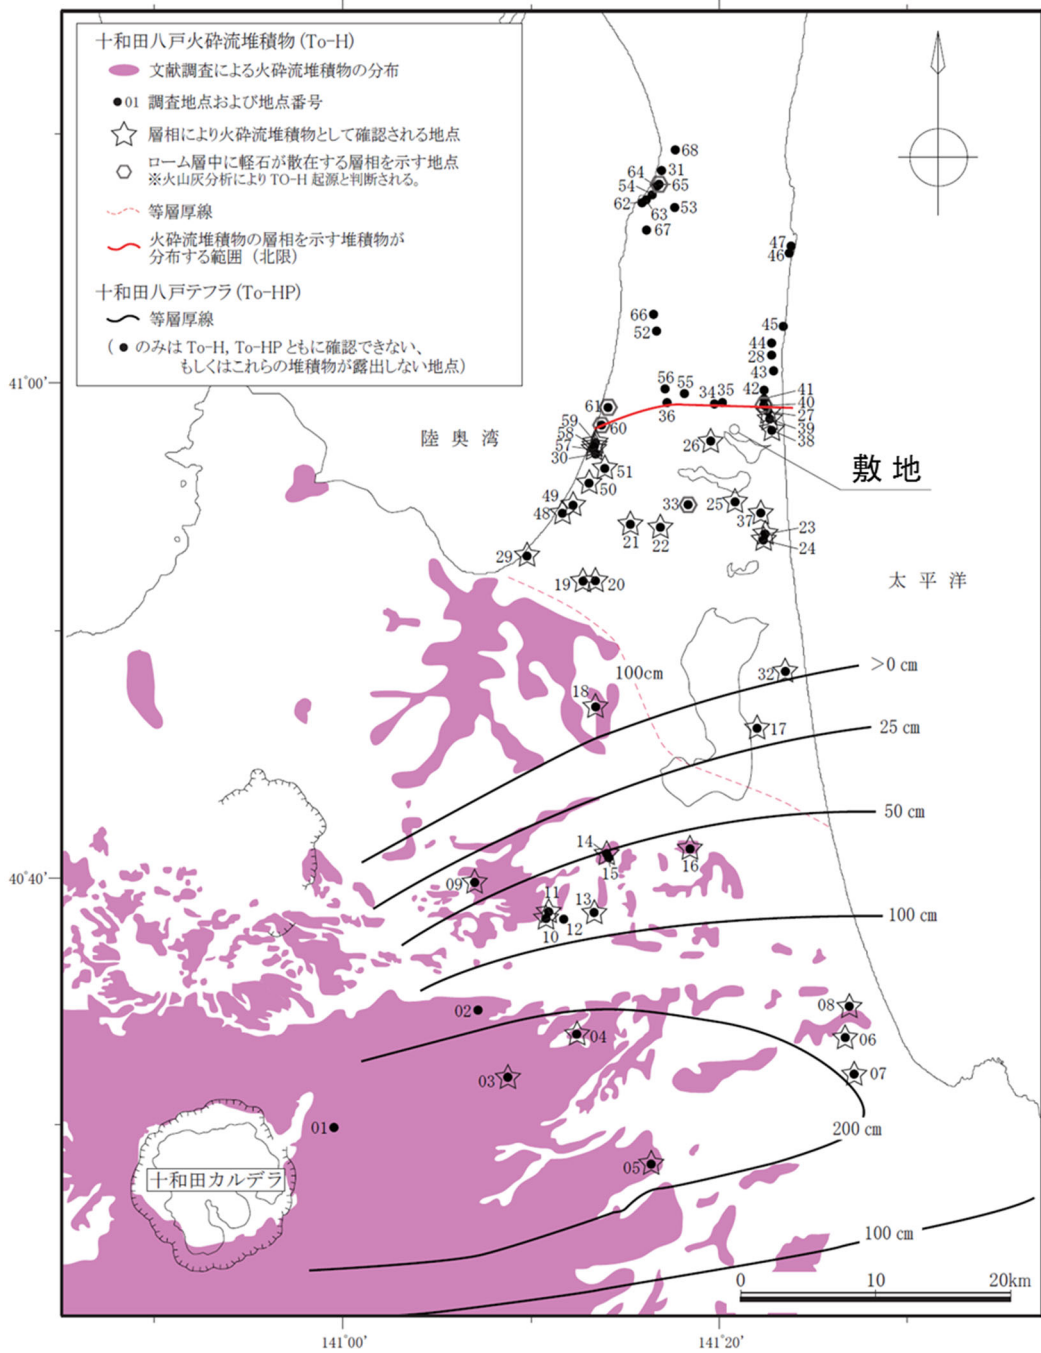 十和田八戸火砕流堆積物(To-H)
文献調査による火砕流堆積物の分布
01 調査地点および地点番号
層相により火砕流堆積物として確認される地点
ローム層中に軽石が散在する層相を示す地点
※火山灰分析によりTO-H 起源と判断される。
等層厚線
火砕流堆積物の層相を示す堆積物が
分布する範囲（北限）
十和田八戸テフラ(To-HP)
等層厚線
(● のみは To-H, To-HP ともに確認できない、
もしくはこれらの堆積物が露出しない地点)
68
31
64
65
54
62
63
53
67
47
46
66
52
45
44
28
43
56
55
42
41
34
35
61
36
40
27
59
60
39
58
38
57
26
30
陸奥湾
敷地
51
50
33
25
49
48
37
21
22
23
24
29
19
20
太平洋
41°00'
100cm
32
>0 cm
18
17
25 cm
50 cm
14
15
16
40°40'
09
11
13
10
12
100 cm
02
08
04
06
03
07
01
200 cm
05
十和田カルデラ
100 cm
0
10
20km
141°00'
141°20'